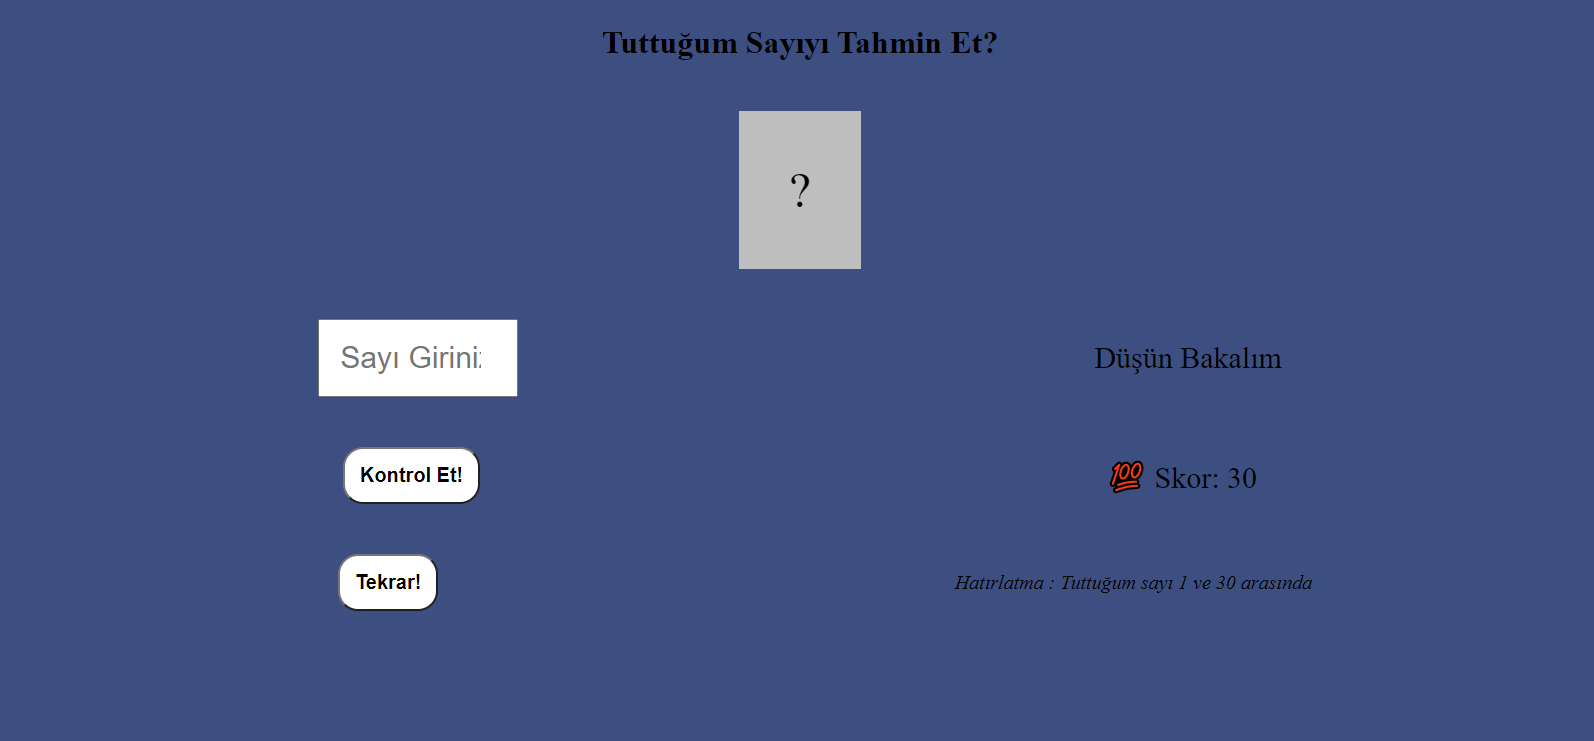 Tuttuğum Sayıyı Tahmin Et?
?
Sayı Girini
Düşün Bakalım
Kontrol Et!
💯 Skor: 30
Tekrar!
Hatırlatma : Tuttuğum sayı 1 ve 30 arasında